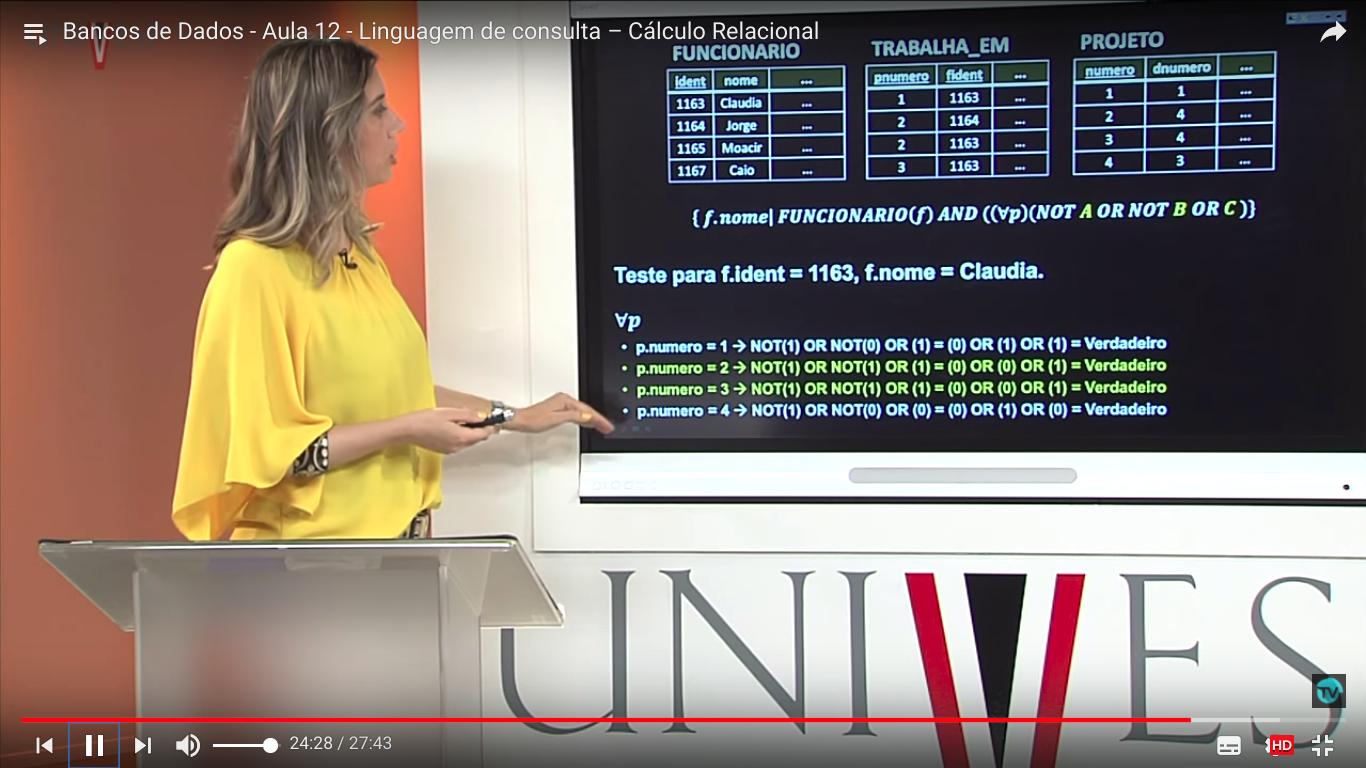 Bancos de Dados - Aula 12 - Linguagem de consulta – Cálculo Relacional
FUNCIONARIO
ident nome ...
1163 Claudia ...
1164 Jorge ...
1165 Moacir ...
1167 Caio ...
TRABALHA_EM
pnumero fident ...
1 1163 ...
2 1164 ...
2 1163 ...
3 1163 ...
PROJETO
numero dnumero ...
1 1 ...
2 4 ...
3 4 ...
4 3 ...
{ f.nome| FUNCIONARIO(f) AND ((∀p)(NOT A OR NOT B OR C )}
Teste para f.ident = 1163, f.nome = Claudia.
∀p
• p.numero = 1 → NOT(1) OR NOT(0) OR (1) = (0) OR (1) OR (1) = Verdadeiro
• p.numero = 2 → NOT(1) OR NOT(1) OR (1) = (0) OR (0) OR (1) = Verdadeiro
• p.numero = 3 → NOT(1) OR NOT(1) OR (1) = (0) OR (0) OR (1) = Verdadeiro
• p.numero = 4 → NOT(1) OR NOT(0) OR (0) = (0) OR (1) OR (0) = Verdadeiro
UNIVES
TV
24:28 / 27:43
HD